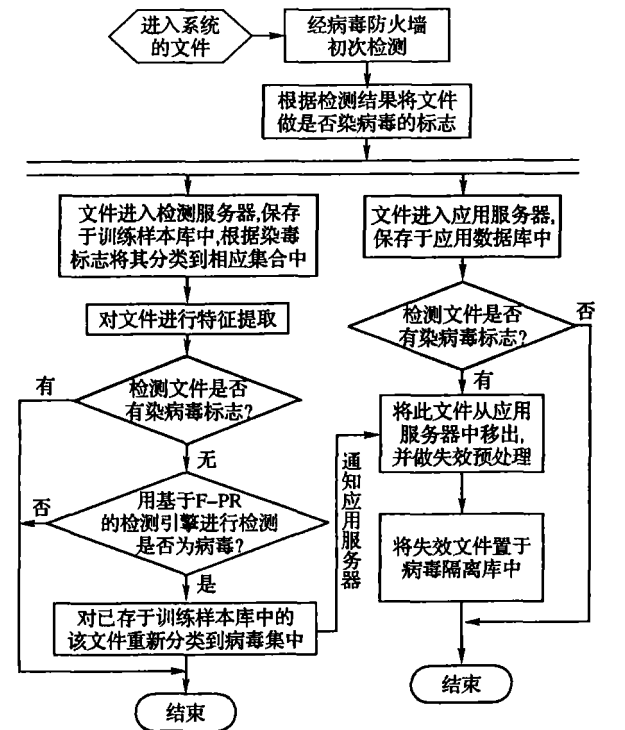 进入系统
的文件
经病毒防火墙
初次检测
根据检测结果将文件
做是否染病毒的标志
文件进入检测服务器,保存
于训练样本库中,根据染毒
标志将其分类到相应集合中
对文件进行特征提取
检测文件是否
有染病毒标志?
有
无
用基于F-PR
的检测引擎进行检测
是否为病毒?
否
是
对已存于训练样本库中的
该文件重新分类到病毒集中
结束
通知应用服务器
文件进入应用服务器,
保存于应用数据库中
检测文件是否
有染病毒标志?
否
有
将此文件从应用
服务器中移出,
并做失效预处理
将失效文件置于
病毒隔离库中
结束